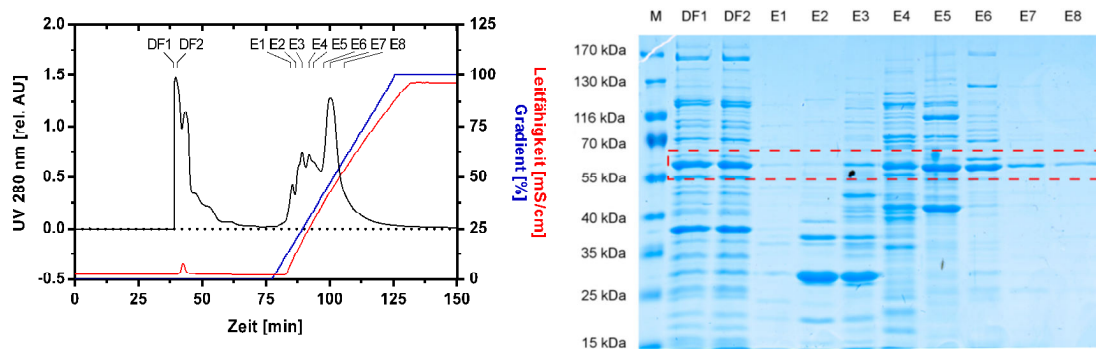 DF1 DF2 E1 E2 E3 E4 E5 E6 E7 E8
UV 280 nm [rel. AU]
2.0
1.5
1.0
0.5
0.0
-0.5
125
100
75
50
25
0
Leitfähigkeit [mS/cm]
Gradient [%]
0 25 50 75 100 125 150
Zeit [min]
M DF1 DF2 E1 E2 E3 E4 E5 E6 E7 E8
170 kDa
130 kDa
116 kDa
70 kDa
55 kDa
40 kDa
35 kDa
25 kDa
15 kDa